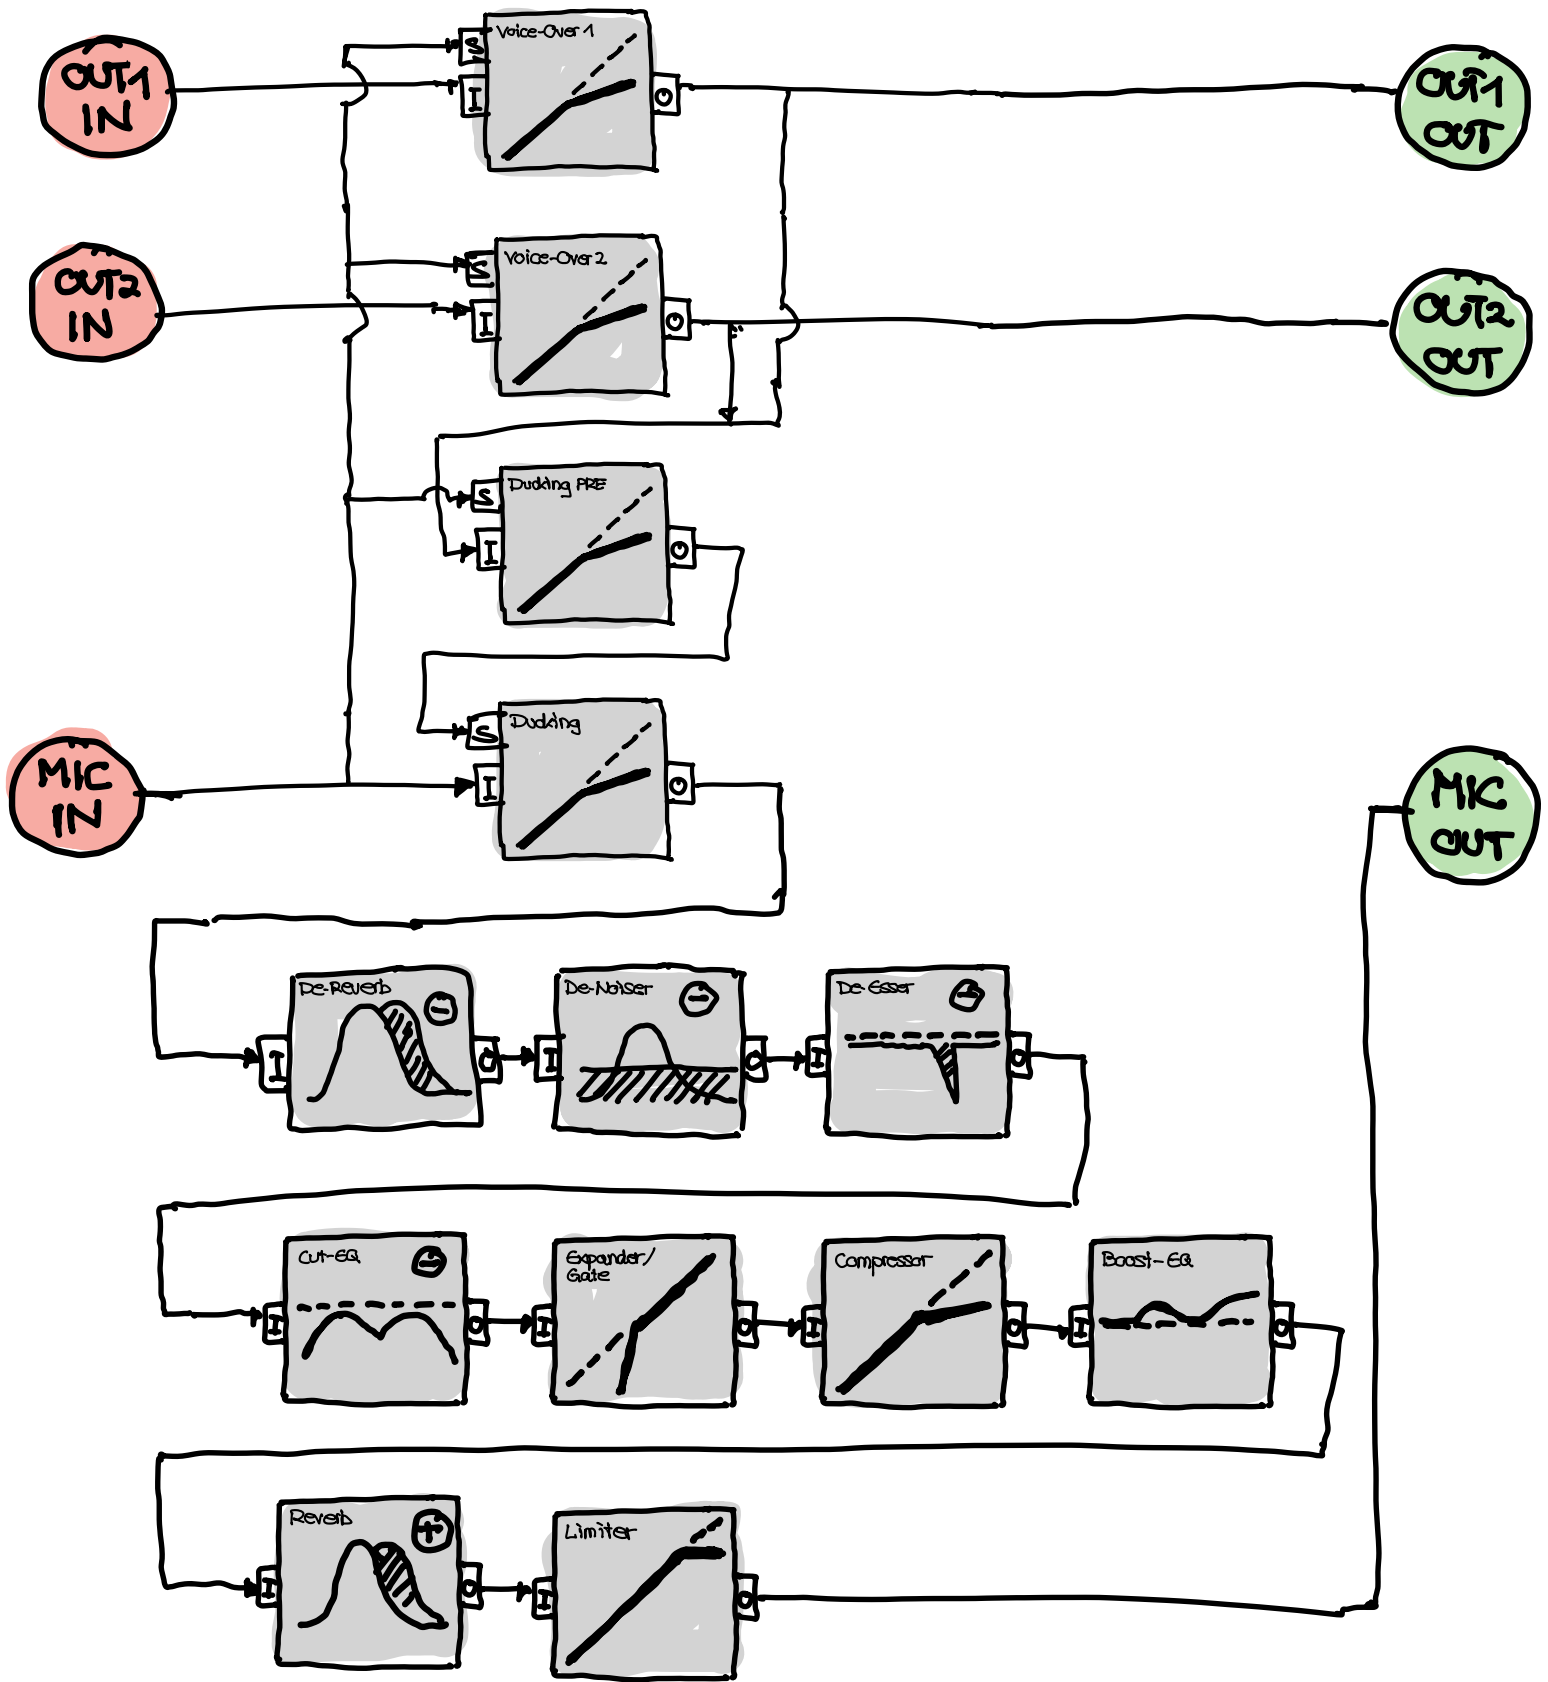 OUT1
IN
S
I
Voice-Over 1
O
OUT1
OUT
OUT2
IN
S
I
Voice-Over 2
O
OUT2
OUT
S
I
Ducking PRE
O
MIC
IN
S
I
Ducking
O
MIC
OUT
I
De-Reverb
−
O
I
De-Noiser
−
O
I
De-Esser
−
O
I
Cut-EQ
−
O
I
Expander/
Gate
O
I
Compressor
O
I
Boost-EQ
O
I
Reverb
+
O
I
Limiter
O